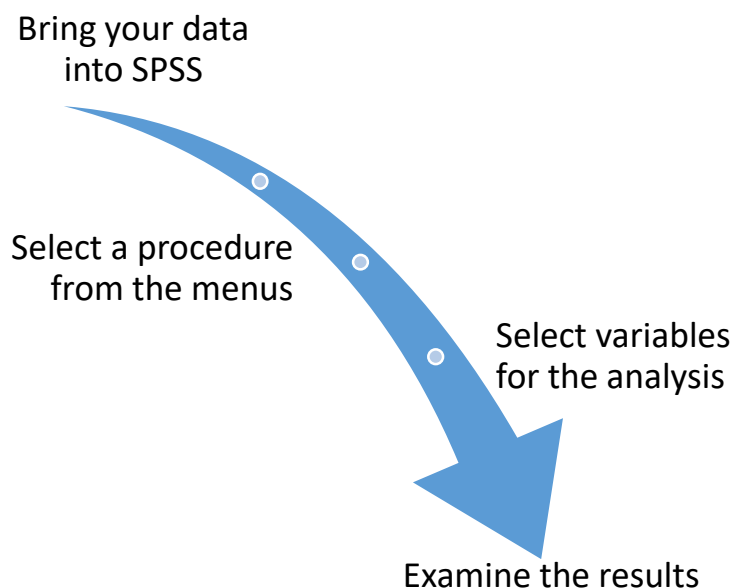 Bring your data
into SPSS
Select a procedure
from the menus
Select variables
for the analysis
Examine the results